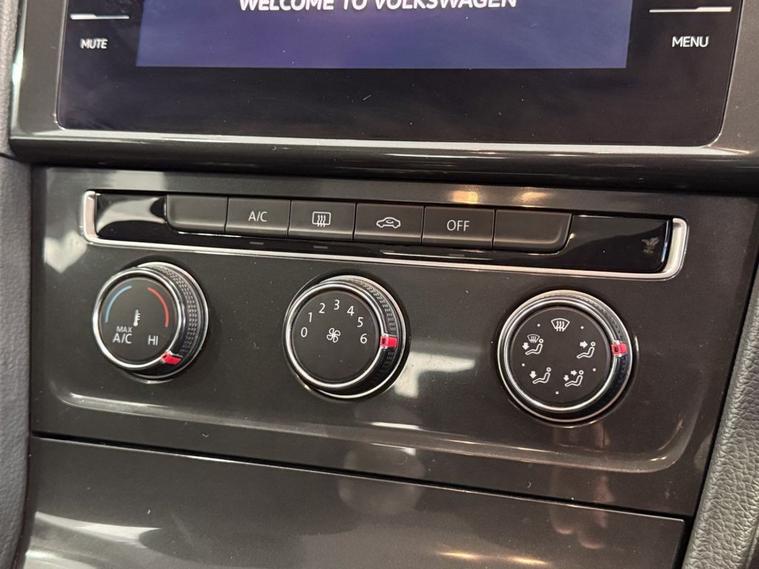 WELCOME TO VOLKSWAGEN
MUTE
MENU
A/C
OFF
MAX
A/C
HI
0 1 2 3 4 5 6